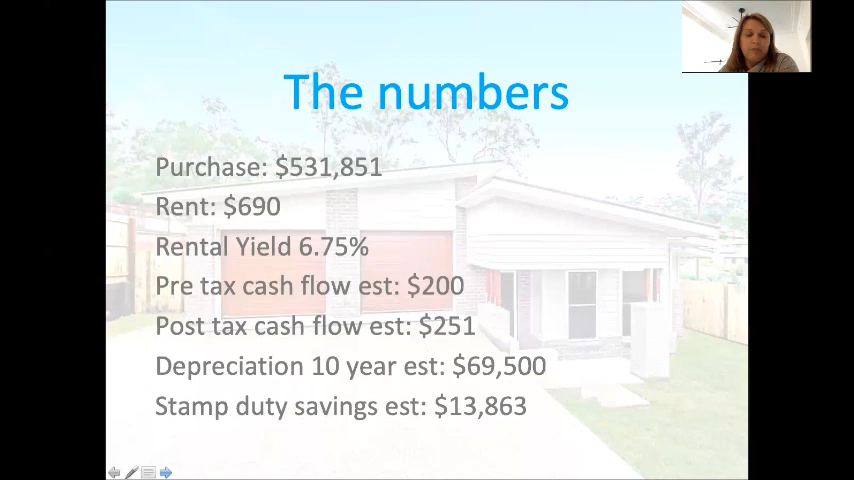 The numbers
Purchase: $531,851
Rent: $690
Rental Yield 6.75%
Pre tax cash flow est: $200
Post tax cash flow est: $251
Depreciation 10 year est: $69,500
Stamp duty savings est: $13,863